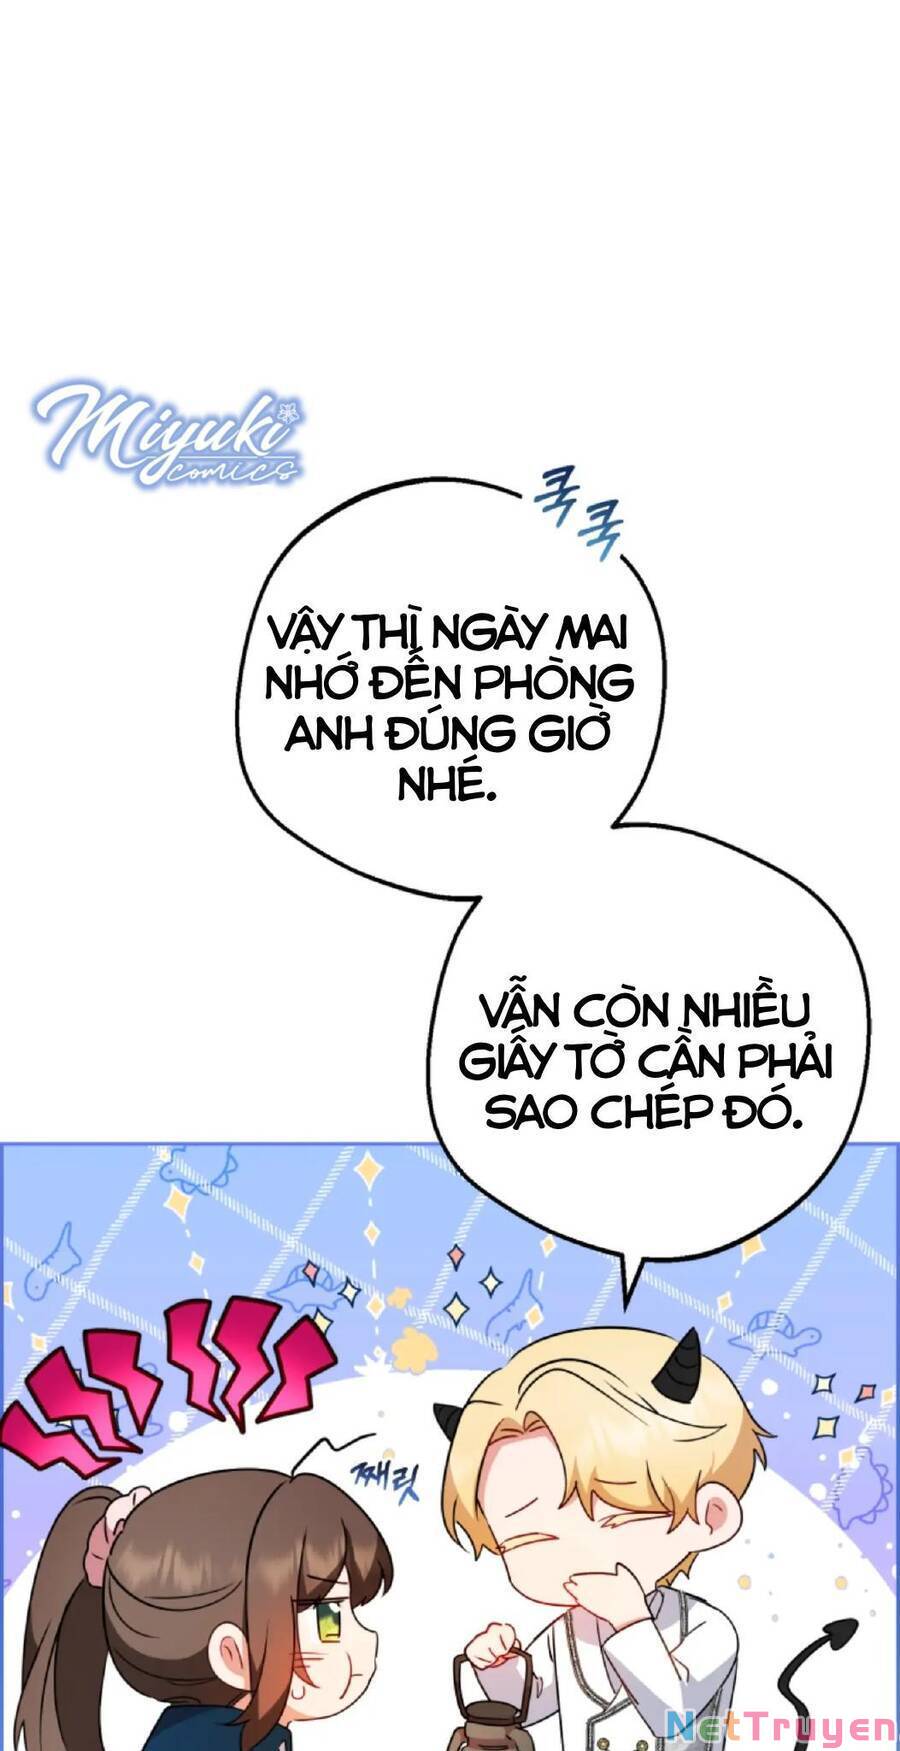 Miyuki
comics
쿡쿡
VẬY THÌ NGÀY MAI
NHỚ ĐẾN PHÒNG
ANH ĐÚNG GIỜ
NHÉ.
VẪN CÒN NHIỀU
GIẤY TỜ CẦN PHẢI
SAO CHÉP ĐÓ.
째릿
NetTruyen